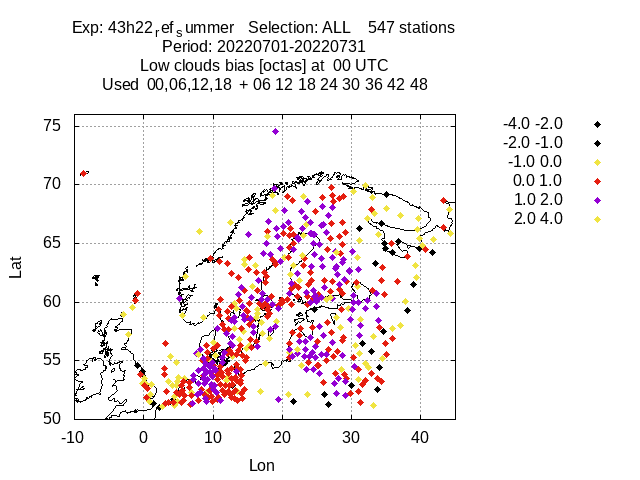 Exp: 43h22ref summer Selection: ALL 547 stations
Period: 20220701-20220731
Low clouds bias [octas] at 00 UTC
Used 00,06,12,18 + 06 12 18 24 30 36 42 48
-4.0 -2.0
-2.0 -1.0
-1.0 0.0
0.0 1.0
1.0 2.0
2.0 4.0
75
70
65
60
55
50
Lat
-10 0 10 20 30 40
Lon